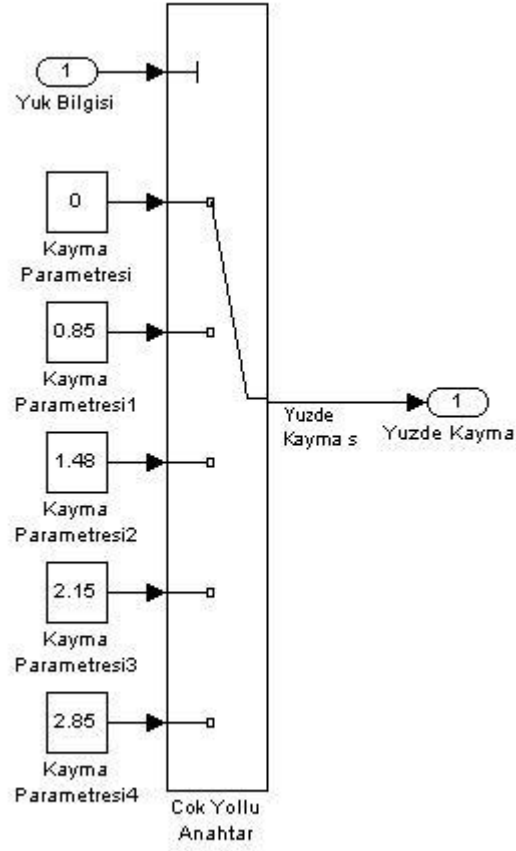 1
Yuk Bilgisi
0
Kayma
Parametresi
0.85
Kayma
Parametresi1
1.48
Kayma
Parametresi2
2.15
Kayma
Parametresi3
2.85
Kayma
Parametresi4
Cok Yollu
Anahtar
Yuzde
Kayma s
1
Yuzde Kayma